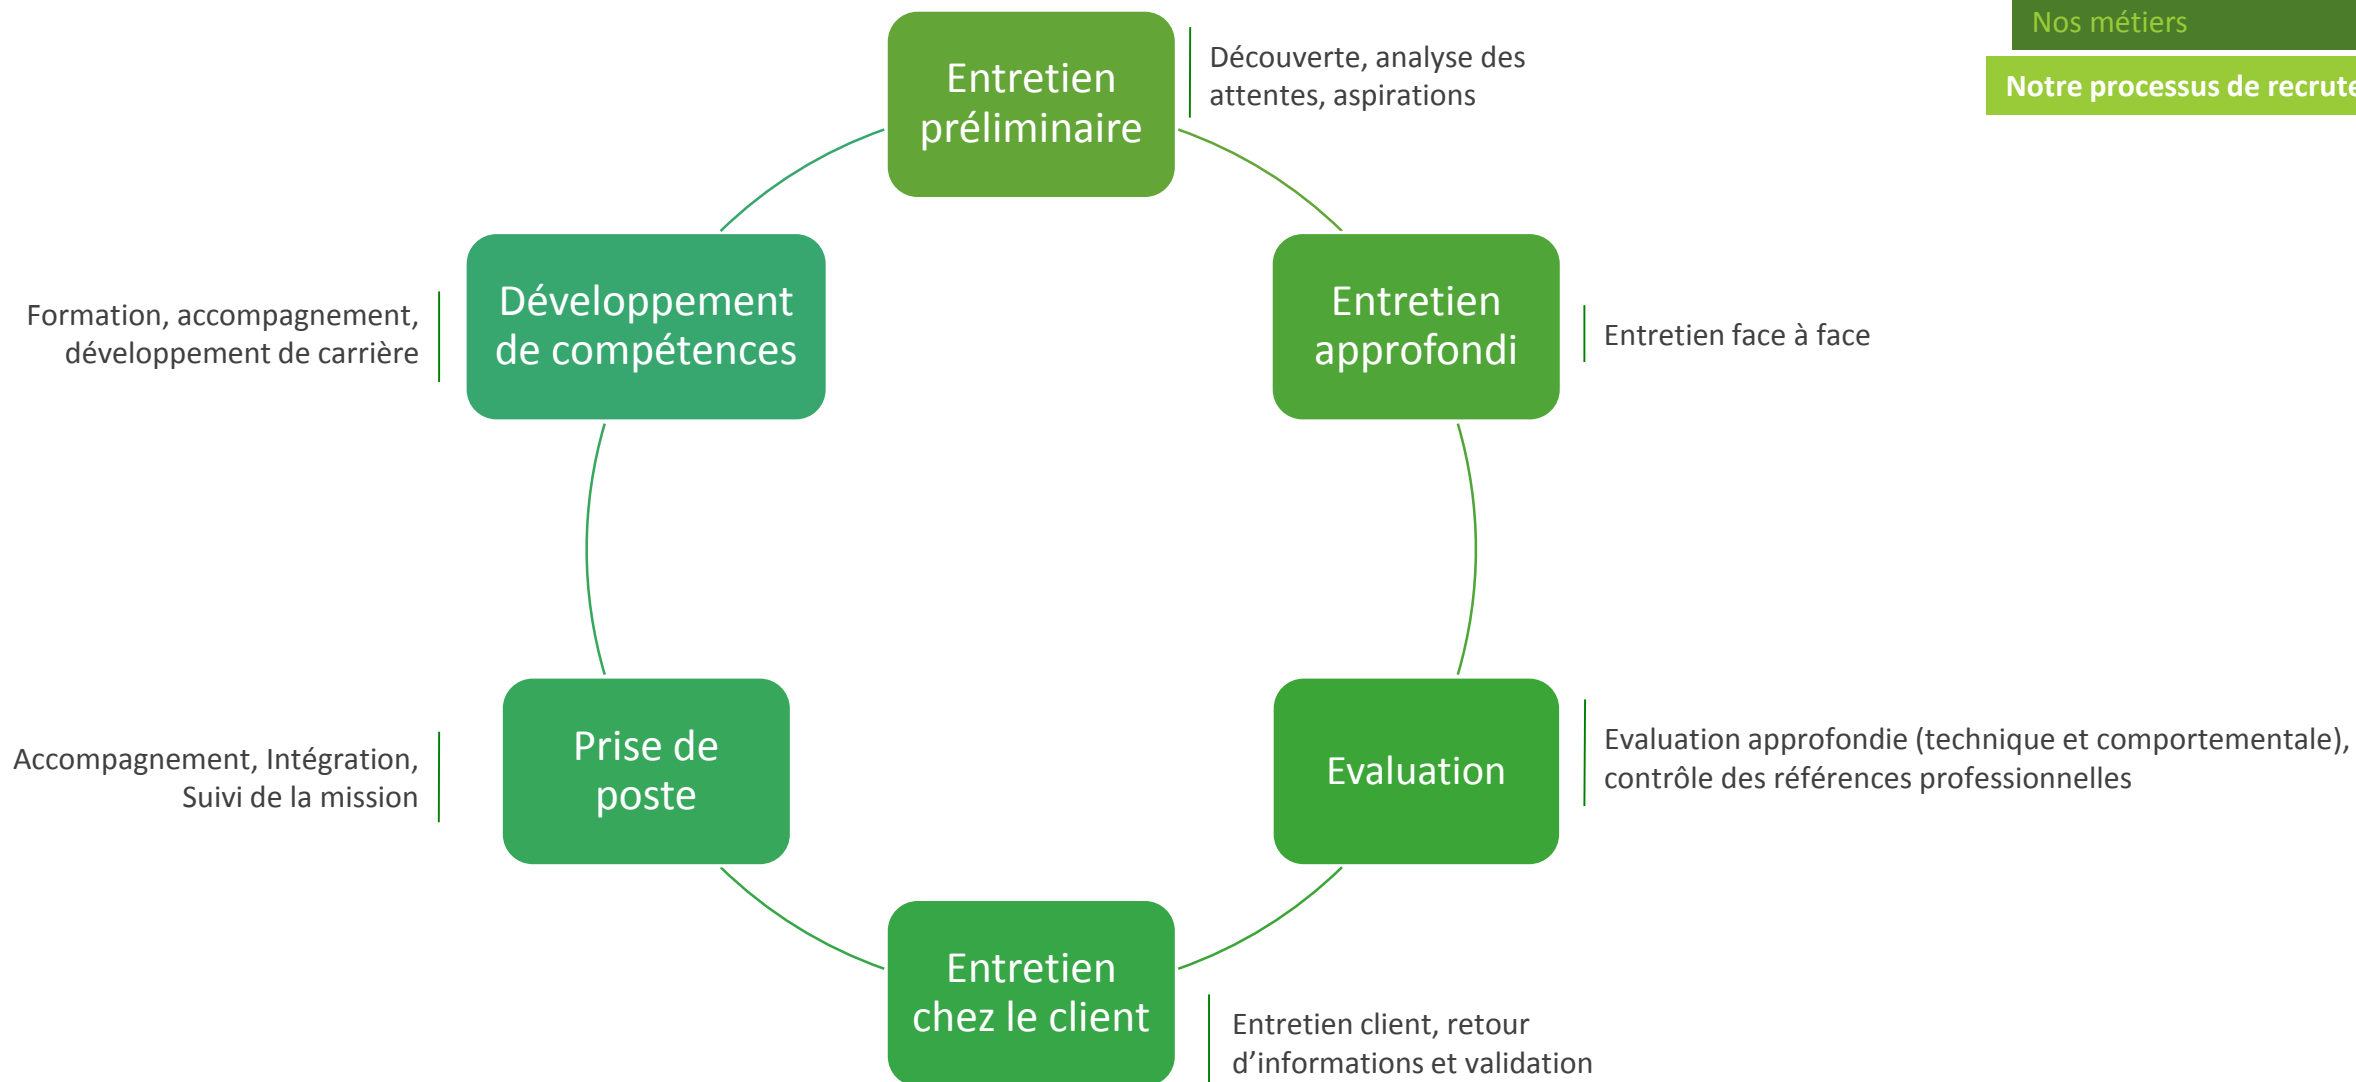 Nos métiers
Notre processus de recrute
Entretien
préliminaire
Découverte, analyse des
attentes, aspirations
Entretien
approfondi
Entretien face à face
Evaluation
Evaluation approfondie (technique et comportementale),
contrôle des références professionnelles
Entretien
chez le client
Entretien client, retour
d’informations et validation
Prise de
poste
Accompagnement, Intégration,
Suivi de la mission
Développement
de compétences
Formation, accompagnement,
développement de carrière